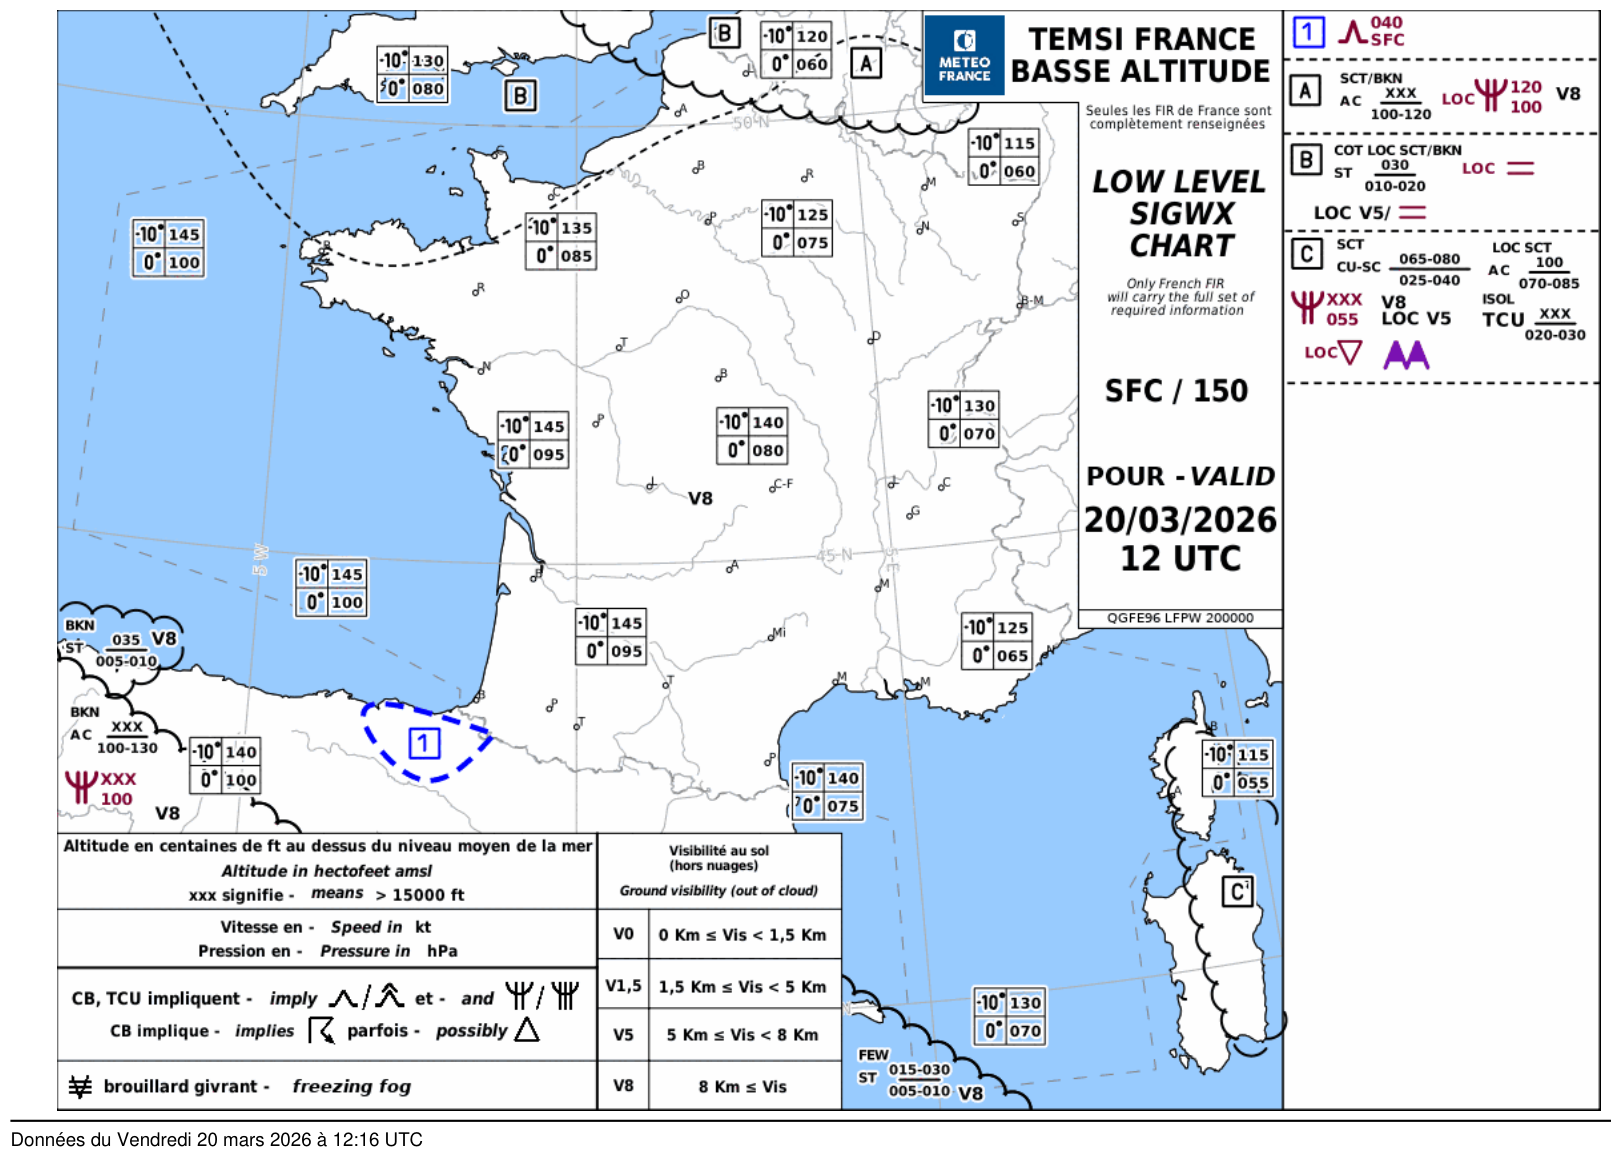 TEMSI FRANCE
BASSE ALTITUDE
METEO
FRANCE
Seules les FIR de France sont
complètement renseignées
LOW LEVEL
SIGWX
CHART
Only French FIR
will carry the full set of
required information
SFC / 150
POUR - VALID
20/03/2026
12 UTC
QGFE96 LFPW 200000
1
040
SFC
A
SCT/BKN
AC XXX
100-120
LOC 120
100
V8
B
COT LOC SCT/BKN
ST 030
010-020
LOC
LOC V5/
C
SCT
CU-SC 065-080
025-040
LOC SCT
AC 100
070-085
XXX
055
V8
LOC V5
ISOL
TCU XXX
020-030
LOC
B
-10° 120
0° 060
A
-10° 130
0° 080
B
A
L
50°N
-10° 115
0° 060
C
B
R
M
C
-10° 145
0° 100
-10° 135
0° 085
P
-10° 125
0° 075
N
S
B
R
O
B-M
T
D
N
B
-10° 145
0° 095
P
-10° 140
0° 080
-10° 130
0° 070
L
V8
C-F
L
C
G
5°W
45°N
5°E
-10° 145
0° 100
B
A
M
BKN
ST 035
005-010
V8
-10° 145
0° 095
Mi
-10° 125
0° 065
N
B
T
M
M
P
T
BKN
AC XXX
100-130
1
-10° 140
0° 100
XXX
100
V8
P
-10° 140
0° 075
B
-10° 115
0° 055
A
C
-10° 130
0° 070
FEW
ST 015-030
005-010
V8
Altitude en centaines de ft au dessus du niveau moyen de la mer
Altitude in hectofeet amsl
xxx signifie - means > 15000 ft
Vitesse en - Speed in kt
Pression en - Pressure in hPa
CB, TCU impliquent - imply / et - and /
CB implique - implies parfois - possibly
brouillard givrant - freezing fog
Visibilité au sol
(hors nuages)
Ground visibility (out of cloud)
V0 0 Km ≤ Vis < 1,5 Km
V1,5 1,5 Km ≤ Vis < 5 Km
V5 5 Km ≤ Vis < 8 Km
V8 8 Km ≤ Vis
Données du Vendredi 20 mars 2026 à 12:16 UTC